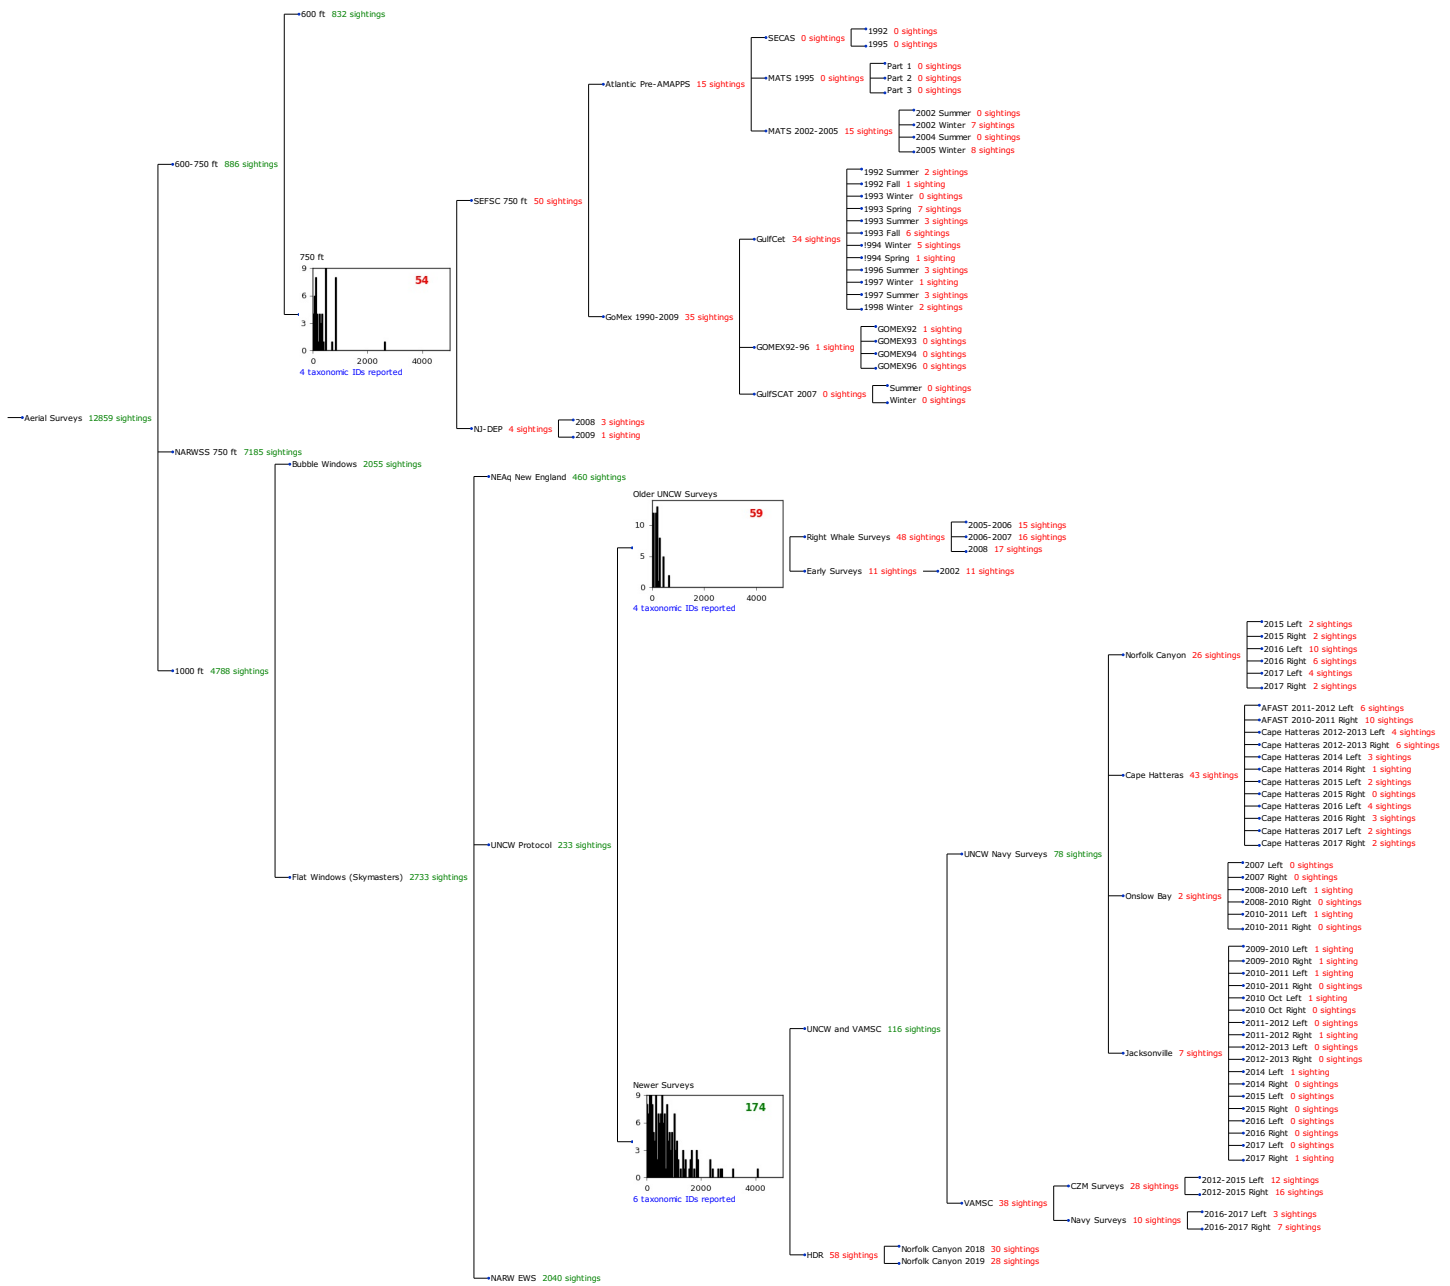 600 ft 832 sightings
1992 0 sightings
SECAS 0 sightings
1995 0 sightings
Part 1 0 sightings
MATS 1995 0 sightings
Part 2 0 sightings
Part 3 0 sightings
Atlantic Pre-AMAPPS 15 sightings
2002 Summer 0 sightings
2002 Winter 7 sightings
MATS 2002-2005 15 sightings
2004 Summer 0 sightings
2005 Winter 8 sightings
600-750 ft 886 sightings
1992 Summer 2 sightings
1992 Fall 1 sighting
1993 Winter 0 sightings
SEFSC 750 ft 50 sightings
1993 Spring 7 sightings
1993 Summer 3 sightings
1993 Fall 6 sightings
GulfCet 34 sightings
!994 Winter 5 sightings
!994 Spring 1 sighting
1996 Summer 3 sightings
1997 Winter 1 sighting
1997 Summer 3 sightings
1998 Winter 2 sightings
750 ft
9
6
3
0
54
0 2000 4000
4 taxonomic IDs reported
GoMex 1990-2009 35 sightings
GOMEX92 1 sighting
GOMEX93 0 sightings
GOMEX92-96 1 sighting
GOMEX94 0 sightings
GOMEX96 0 sightings
Summer 0 sightings
GulfSCAT 2007 0 sightings
Winter 0 sightings
Aerial Surveys 12859 sightings
2008 3 sightings
NJ-DEP 4 sightings
2009 1 sighting
NARWSS 750 ft 7185 sightings
Bubble Windows 2055 sightings
NEAq New England 460 sightings
Older UNCW Surveys
10
5
0
59
0 2000 4000
4 taxonomic IDs reported
2005-2006 15 sightings
Right Whale Surveys 48 sightings
2006-2007 16 sightings
2008 17 sightings
Early Surveys 11 sightings
2002 11 sightings
1000 ft 4788 sightings
2015 Left 2 sightings
2015 Right 2 sightings
2016 Left 10 sightings
Norfolk Canyon 26 sightings
2016 Right 6 sightings
2017 Left 4 sightings
2017 Right 2 sightings
AFAST 2011-2012 Left 6 sightings
AFAST 2010-2011 Right 10 sightings
Cape Hatteras 2012-2013 Left 4 sightings
Cape Hatteras 2012-2013 Right 6 sightings
Cape Hatteras 2014 Left 3 sightings
Cape Hatteras 2014 Right 1 sighting
Cape Hatteras 43 sightings
Cape Hatteras 2015 Left 2 sightings
Cape Hatteras 2015 Right 0 sightings
Cape Hatteras 2016 Left 4 sightings
Cape Hatteras 2016 Right 3 sightings
Cape Hatteras 2017 Left 2 sightings
Cape Hatteras 2017 Right 2 sightings
UNCW Protocol 233 sightings
UNCW Navy Surveys 78 sightings
Flat Windows (Skymasters) 2733 sightings
2007 Left 0 sightings
2007 Right 0 sightings
2008-2010 Left 1 sighting
Onslow Bay 2 sightings
2008-2010 Right 0 sightings
2010-2011 Left 1 sighting
2010-2011 Right 0 sightings
2009-2010 Left 1 sighting
2009-2010 Right 1 sighting
2010-2011 Left 1 sighting
2010-2011 Right 0 sightings
2010 Oct Left 1 sighting
2010 Oct Right 0 sightings
2011-2012 Left 0 sightings
2011-2012 Right 1 sighting
2012-2013 Left 0 sightings
Jacksonville 7 sightings
2012-2013 Right 0 sightings
2014 Left 1 sighting
2014 Right 0 sightings
2015 Left 0 sightings
2015 Right 0 sightings
2016 Left 0 sightings
2016 Right 0 sightings
2017 Left 0 sightings
2017 Right 1 sighting
UNCW and VAMSC 116 sightings
Newer Surveys
9
6
3
0
174
0 2000 4000
6 taxonomic IDs reported
2012-2015 Left 12 sightings
CZM Surveys 28 sightings
2012-2015 Right 16 sightings
VAMSC 38 sightings
2016-2017 Left 3 sightings
Navy Surveys 10 sightings
2016-2017 Right 7 sightings
Norfolk Canyon 2018 30 sightings
HDR 58 sightings
Norfolk Canyon 2019 28 sightings
NARW EWS 2040 sightings